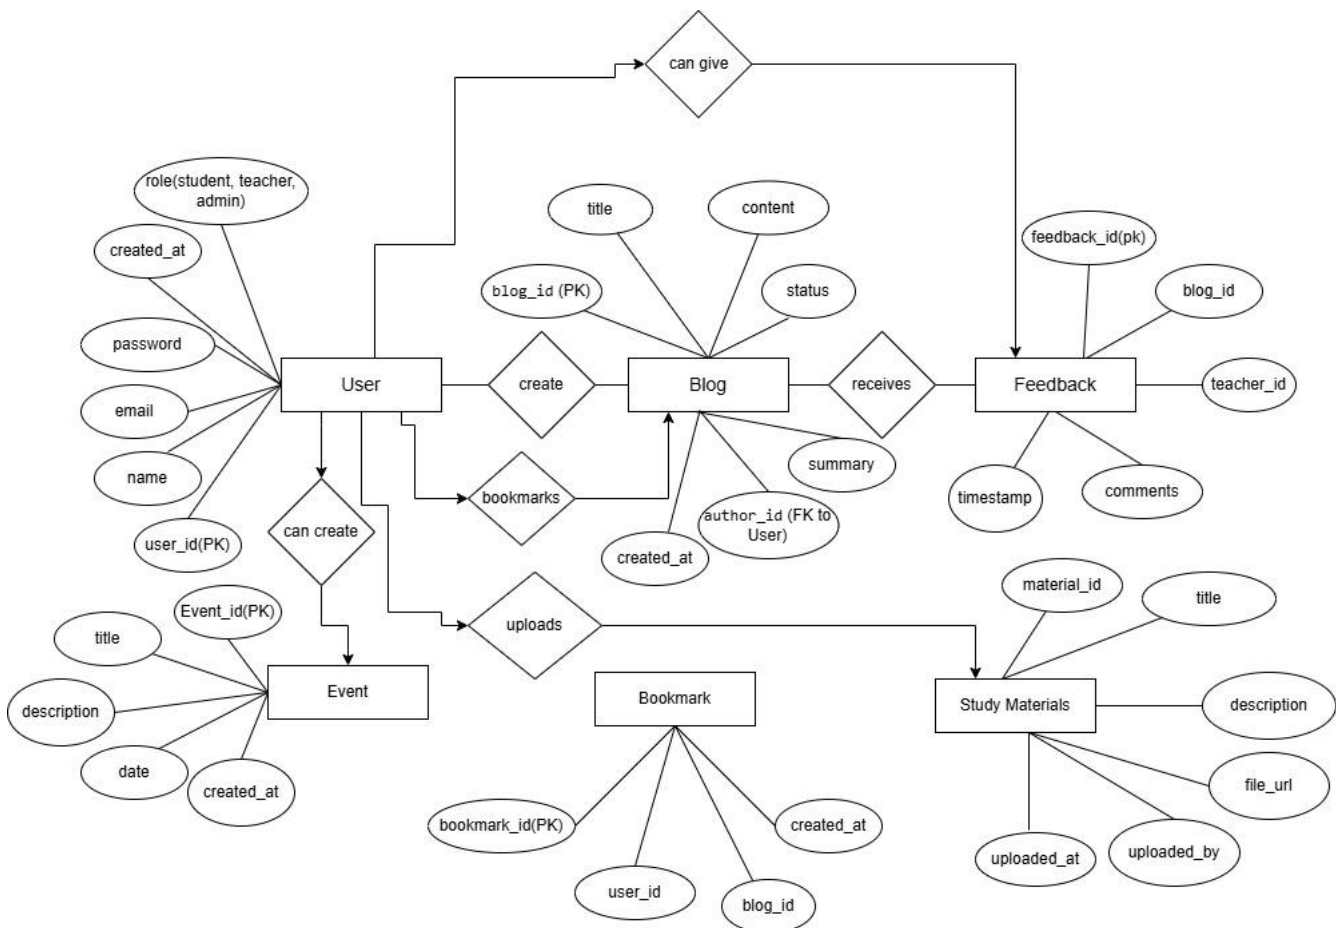 can give
role(student, teacher,
admin)
title
content
created_at
feedback_id(pk)
blog_id (PK)
status
blog_id
password
User
create
Blog
receives
Feedback
teacher_id
email
name
bookmarks
summary
timestamp
comments
can create
author_id (FK to
User)
user_id(PK)
created_at
Event_id(PK)
material_id
title
title
uploads
Event
Bookmark
Study Materials
description
description
date
created_at
file_url
bookmark_id(PK)
created_at
uploaded_at
uploaded_by
user_id
blog_id